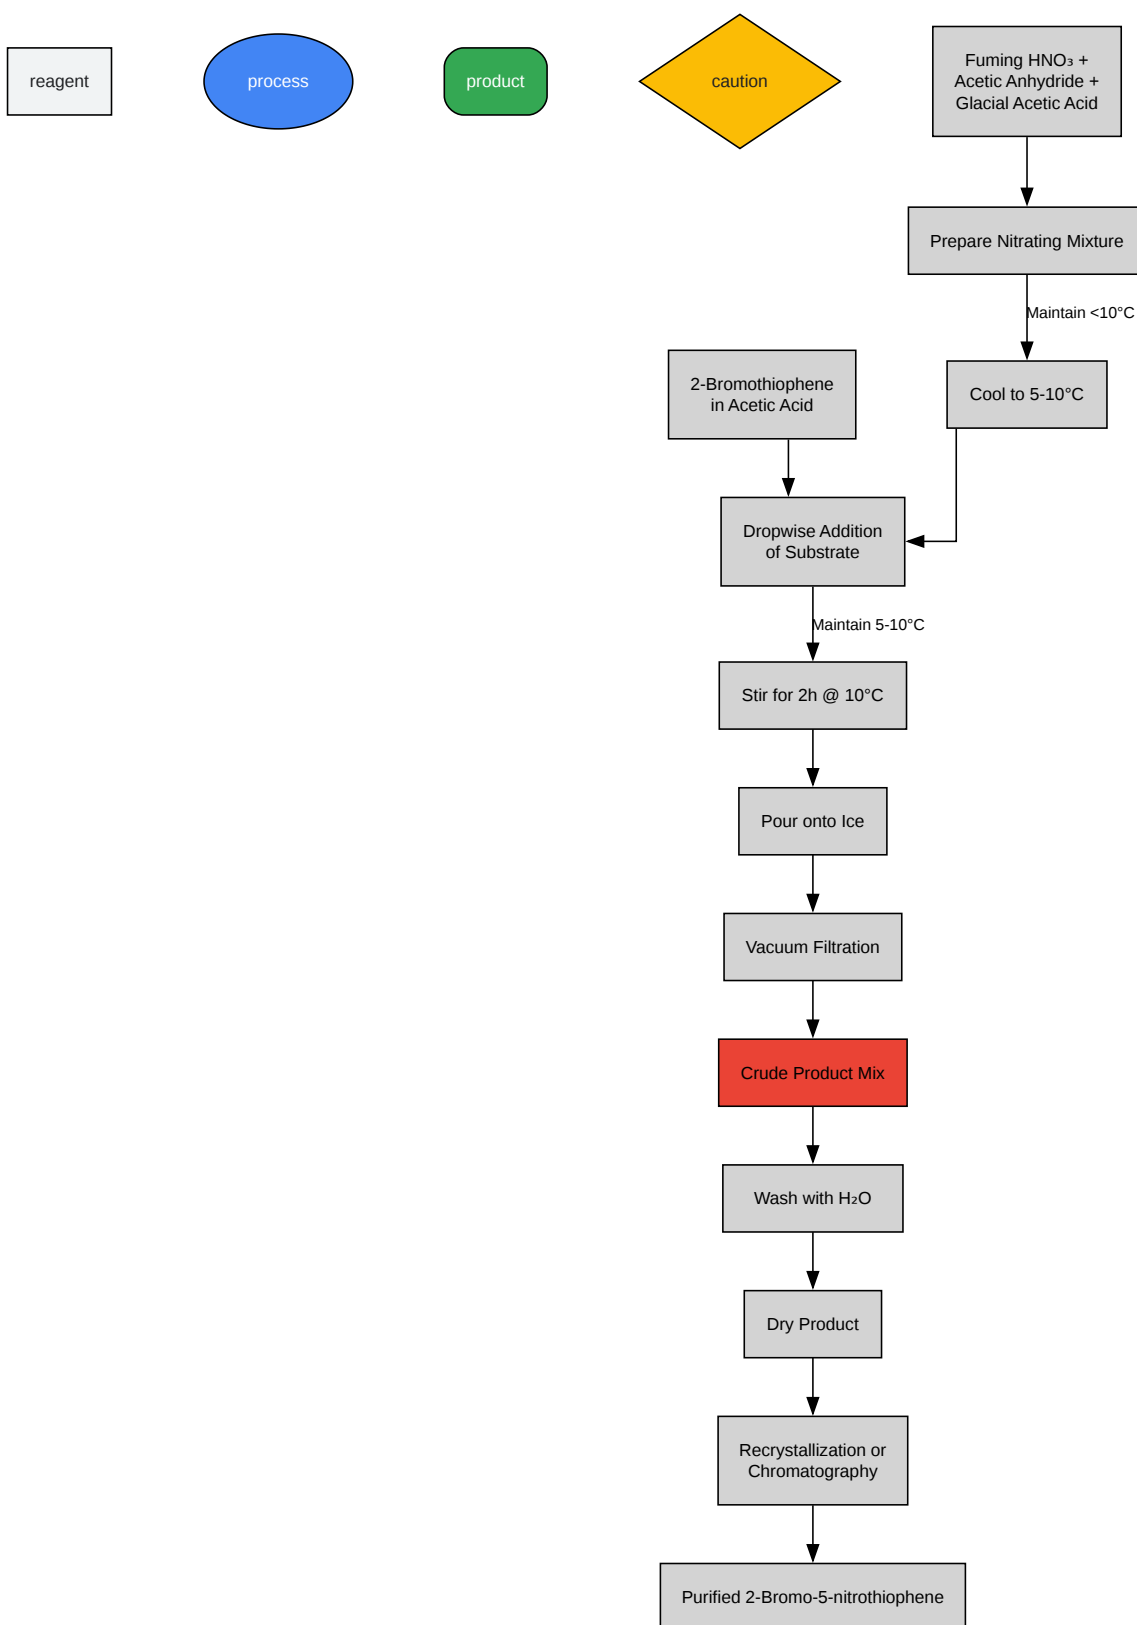 reagent
process
product
caution
Fuming HNO₃ +
Acetic Anhydride +
Glacial Acetic Acid
Prepare Nitrating Mixture
Maintain <10°C
2-Bromothiophene
in Acetic Acid
Cool to 5-10°C
Dropwise Addition
of Substrate
Maintain 5-10°C
Stir for 2h @ 10°C
Pour onto Ice
Vacuum Filtration
Crude Product Mix
Wash with H₂O
Dry Product
Recrystallization or
Chromatography
Purified 2-Bromo-5-nitrothiophene